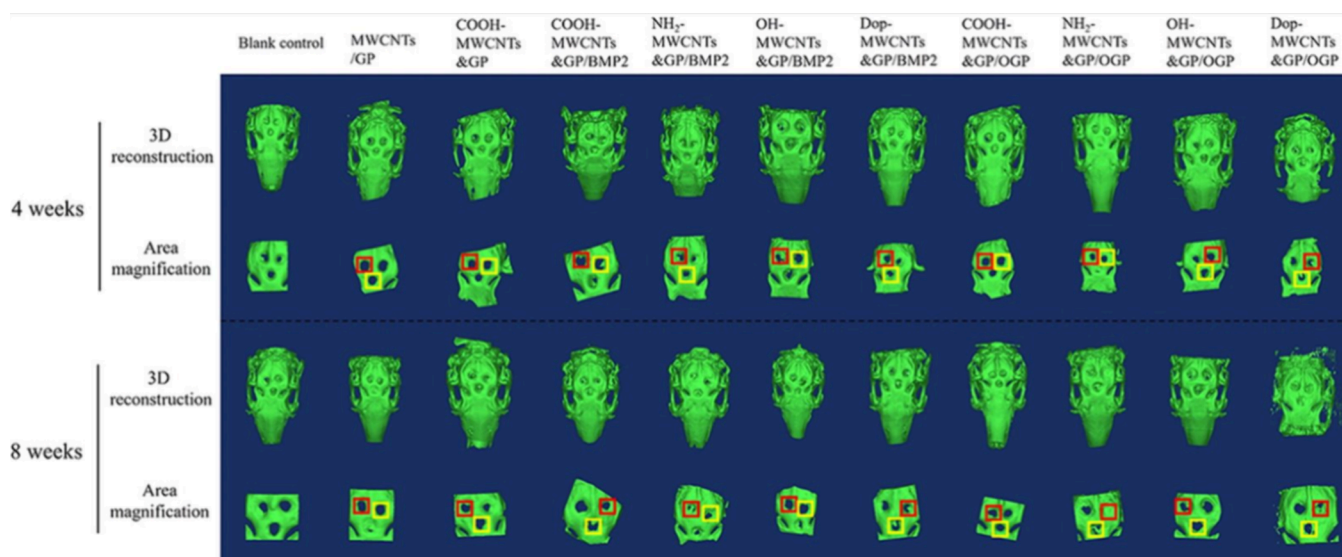 Blank control
MWCNTs
/GP
COOH-
MWCNTs
&GP
COOH-
MWCNTs
&GP/BMP2
NH₂-
MWCNTs
&GP/BMP2
OH-
MWCNTs
&GP/BMP2
Dop-
MWCNTs
&GP/BMP2
COOH-
MWCNTs
&GP/OGP
NH₂-
MWCNTs
&GP/OGP
OH-
MWCNTs
&GP/OGP
Dop-
MWCNTs
&GP/OGP
4 weeks
3D
reconstruction
Area
magnification
8 weeks
3D
reconstruction
Area
magnification